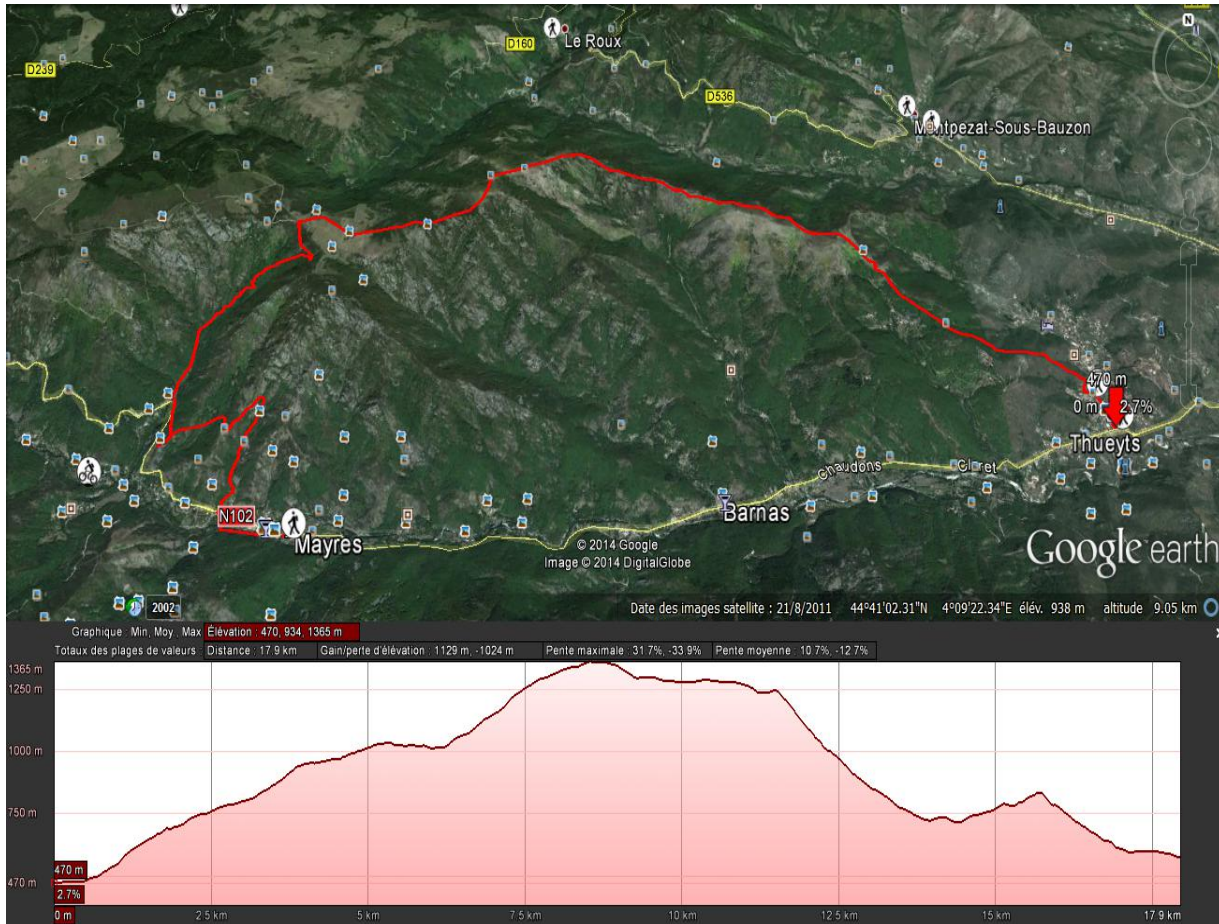 D239
D160
Le Roux
D536
N
Montpezat-Sous-Bauzon
470 m
0 m 2.7%
Thueyts
Chaudons Claret
Barnas
N102
Mayres
© 2014 Google
Image © 2014 DigitalGlobe
Google earth
2002
Date des images satellite : 21/8/2011 44°41'02.31"N 4°09'22.34"E élév. 938 m altitude 9.05 km
Graphique : Min, Moy., Max Élévation : 470, 934, 1365 m
Totaux des plages de valeurs : Distance : 17.9 km Gain/perte d'élévation : 1129 m, -1024 m Pente maximale : 31.7%, -33.9% Pente moyenne : 10.7%, -12.7%
1365 m
1250 m
1000 m
750 m
470 m
470 m
2.7%
0 m 2.5 km 5 km 7.5 km 10 km 12.5 km 15 km 17.9 km